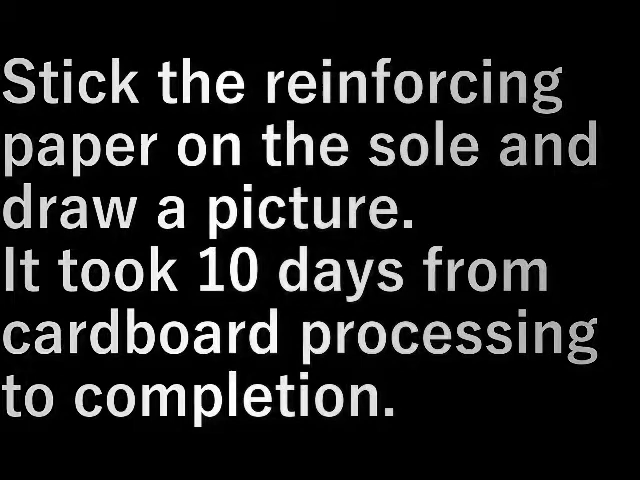 Stick the reinforcing
paper on the sole and
draw a picture.
It took 10 days from
cardboard processing
to completion.